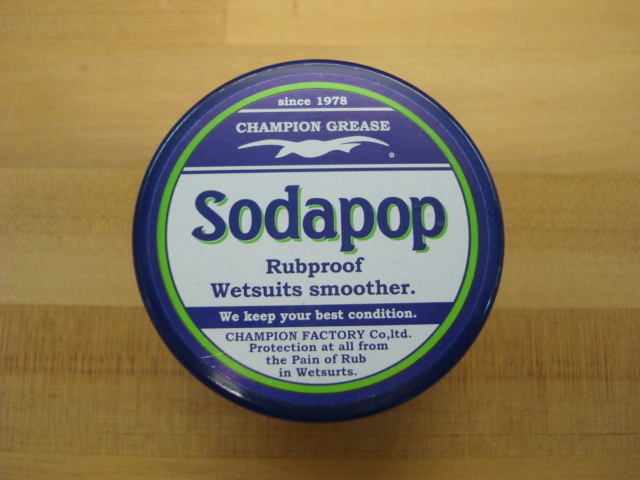 since 1978
CHAMPION GREASE
Sodapop
Rubproof
Wetsuits smoother.
We keep your best condition.
CHAMPION FACTORY Co,ltd.
Protection at all from
the Pain of Rub
in Wetsurts.